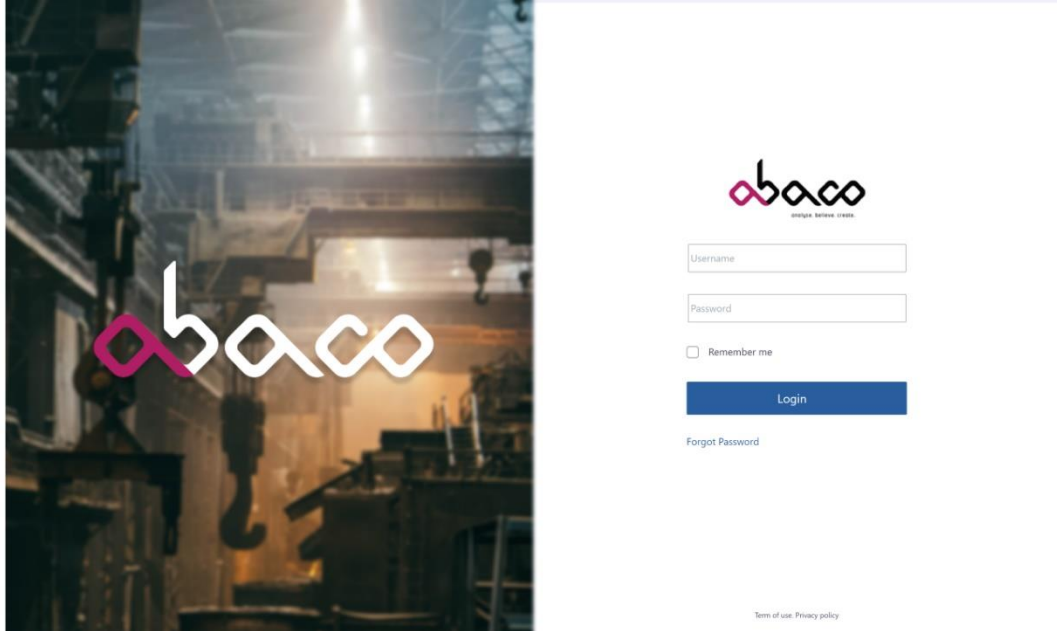 abaco
abaco
analyze. believe. create.
Username
Password
Remember me
Login
Forgot Password
Term of use. Privacy policy